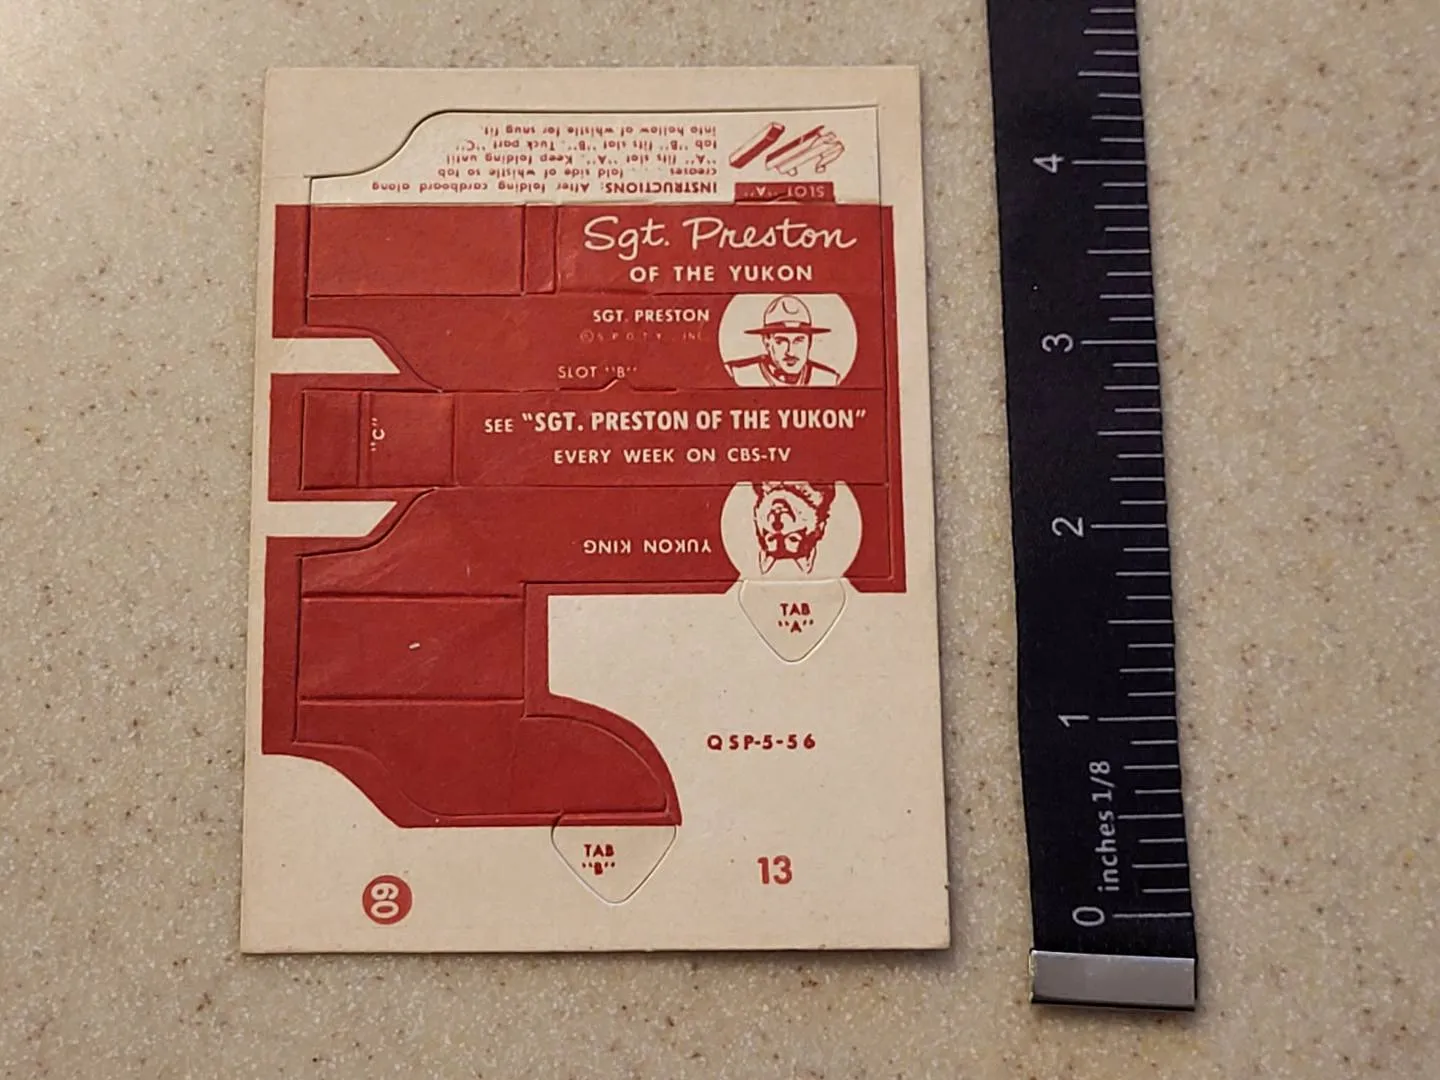 INSTRUCTIONS: After folding cardboard along
creases . . . . fold side of whistle so tab
"A" fits slot "A". Keep folding until
tab "B" fits slot "B". Tuck part "C"
into hollow of whistle for snug fit.
SLOT "A"
Sgt. Preston
OF THE YUKON
SGT. PRESTON
© S. P. O. T. Y., INC.
SLOT "B"
"C"
SEE "SGT. PRESTON OF THE YUKON"
EVERY WEEK ON CBS-TV
YUKON KING
TAB
"A"
QSP-5-56
TAB
"B"
13
60
4
3
2
1
inches 1/8
0